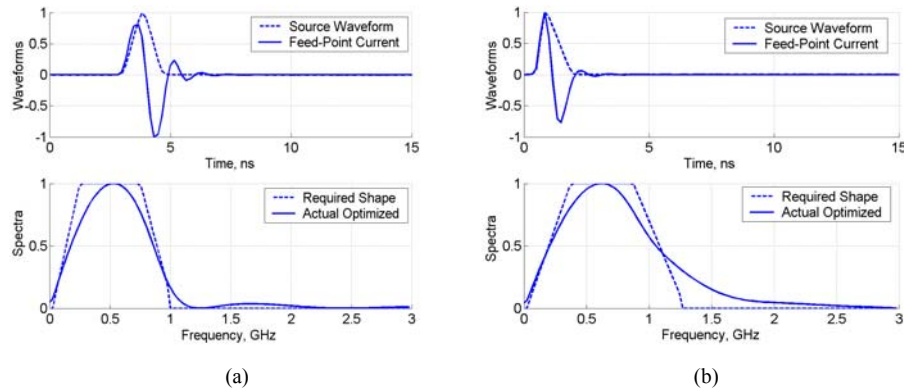 Waveforms
1
0.5
0
-0.5
-1
Source Waveform
Feed-Point Current
0 5 10 15
Time, ns
Spectra
1
0.5
0
Required Shape
Actual Optimized
0 0.5 1 1.5 2 2.5 3
Frequency, GHz
(a)
Waveforms
1
0.5
0
-0.5
-1
Source Waveform
Feed-Point Current
0 5 10 15
Time, ns
Spectra
1
0.5
0
Required Shape
Actual Optimized
0 0.5 1 1.5 2 2.5 3
Frequency, GHz
(b)